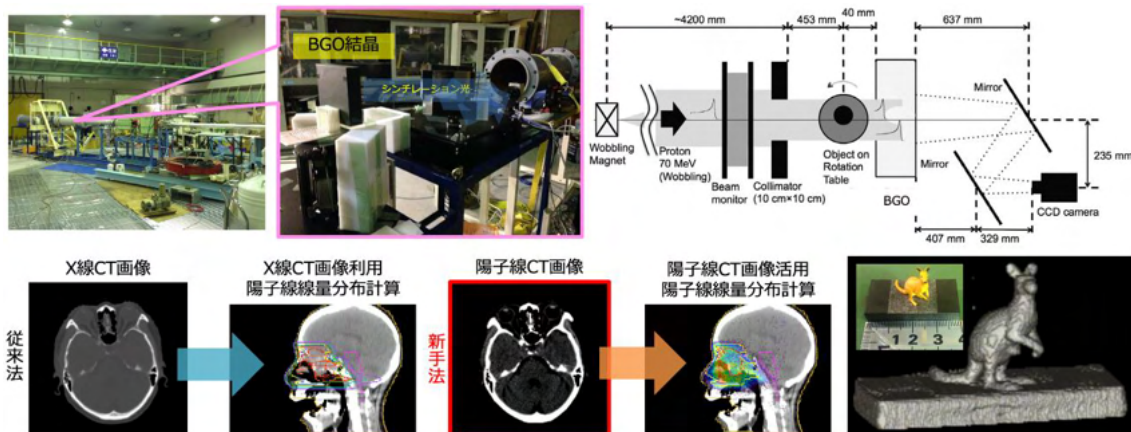 BGO結晶
シンチレーション光
~4200 mm
453 mm
40 mm
637 mm
Mirror
Wobbling
Magnet
Proton
70 MeV
(Wobbling)
Beam
monitor
Collimator
(10 cm×10 cm)
Object on
Rotation
Table
BGO
Mirror
235 mm
CCD camera
407 mm
329 mm
従来法
X線CT画像
X線CT画像利用
陽子線線量分布計算
新手法
陽子線CT画像
陽子線CT画像活用
陽子線線量分布計算
1 2 3